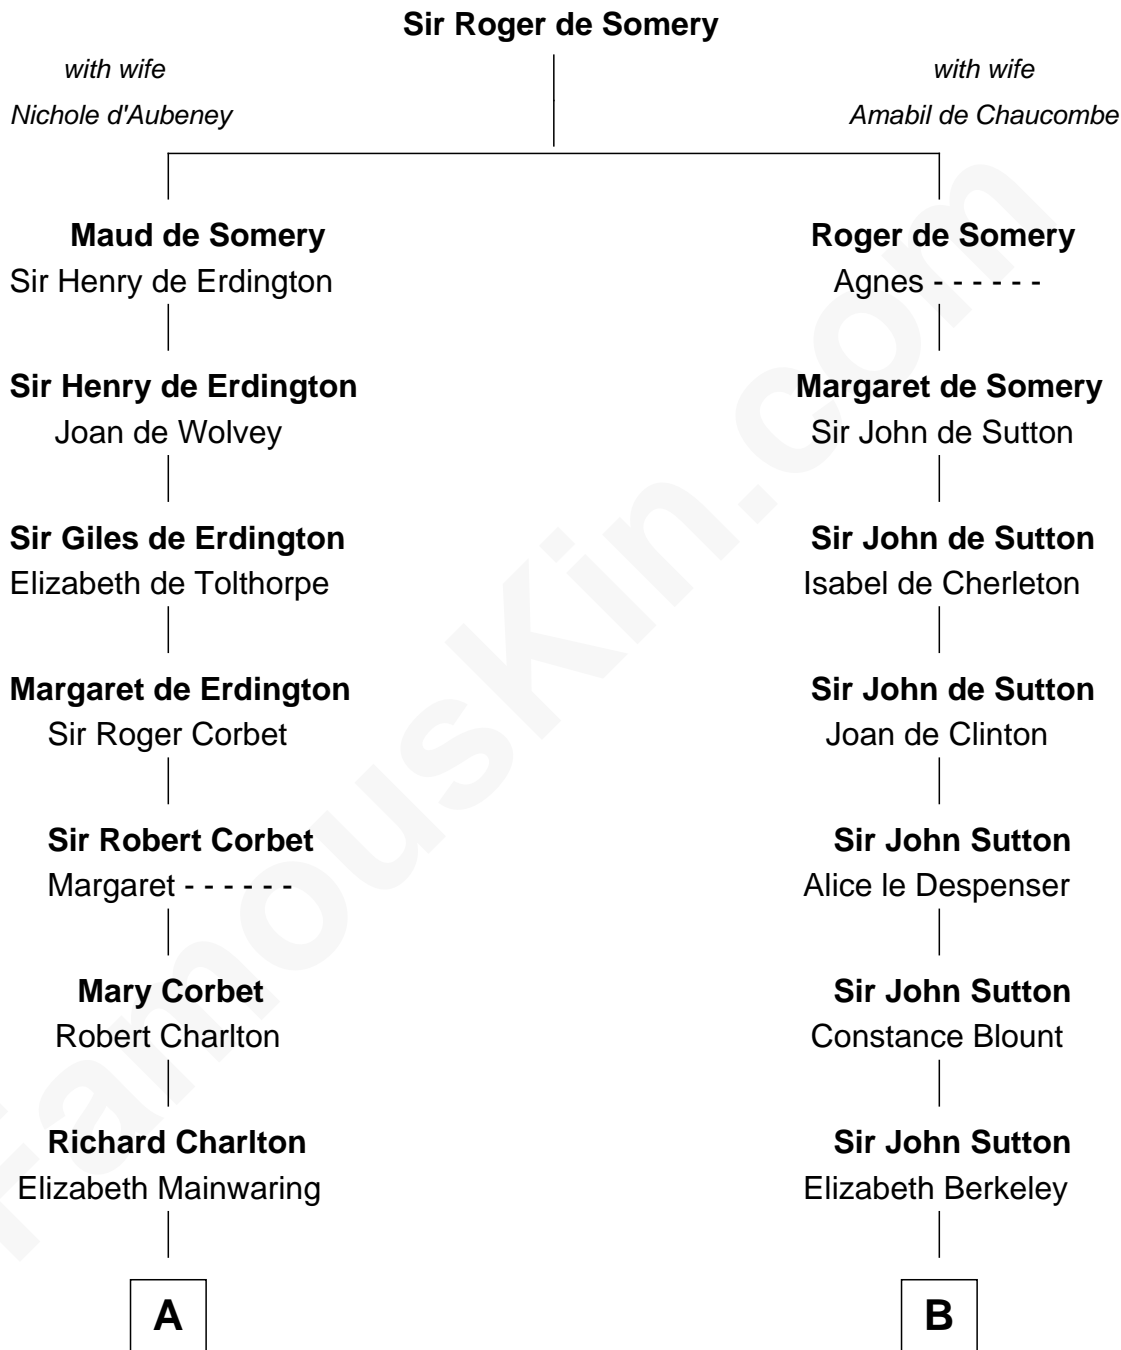 Sir Roger de Somery
with wife
Nichole d'Aubeney
with wife
Amabil de Chaucombe
Maud de Somery
Sir Henry de Erdington
Roger de Somery
Agnes - - - - - -
Sir Henry de Erdington
Joan de Wolvey
Margaret de Somery
Sir John de Sutton
Sir Giles de Erdington
Elizabeth de Tolthorpe
Sir John de Sutton
Isabel de Cherleton
Margaret de Erdington
Sir Roger Corbet
Sir John de Sutton
Joan de Clinton
Sir Robert Corbet
Margaret - - - - - -
Sir John Sutton
Alice le Despenser
Mary Corbet
Robert Charlton
Sir John Sutton
Constance Blount
Richard Charlton
Elizabeth Mainwaring
Sir John Sutton
Elizabeth Berkeley
A
B
FamousKin.com